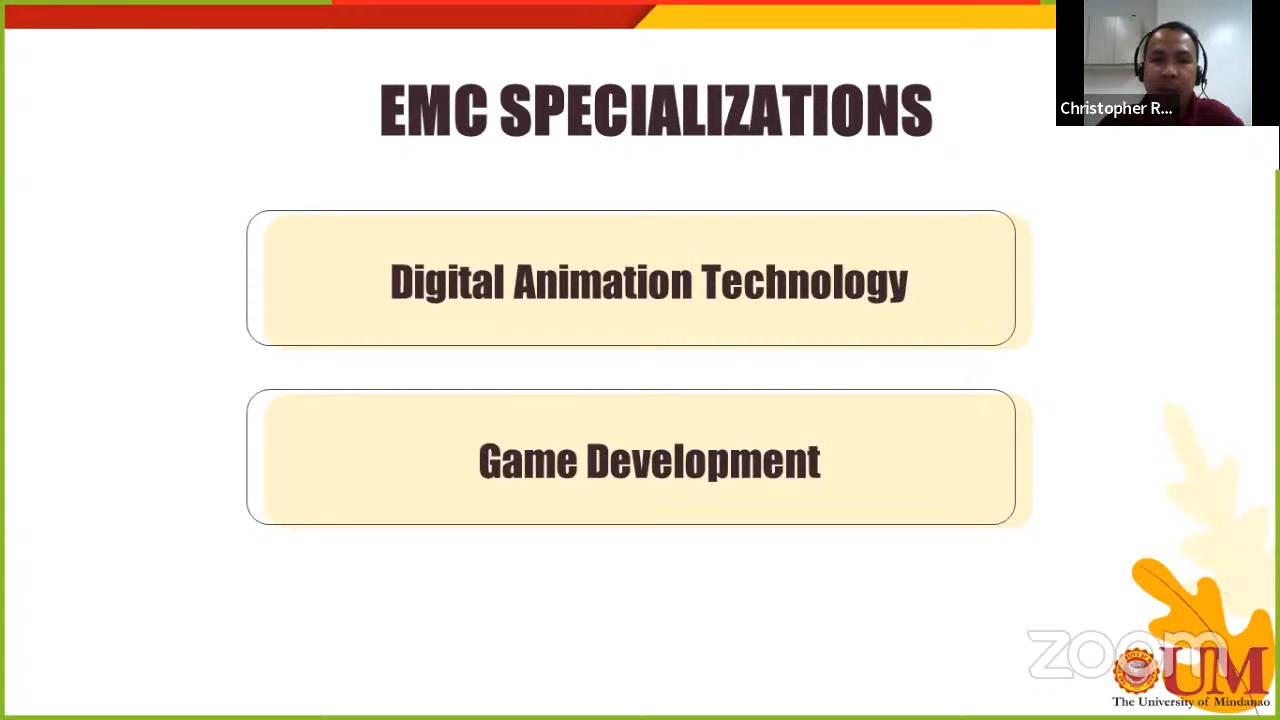 EMC SPECIALIZATIONS
Christopher R...
Digital Animation Technology
Game Development
zoom
UM
The University of Mindanao